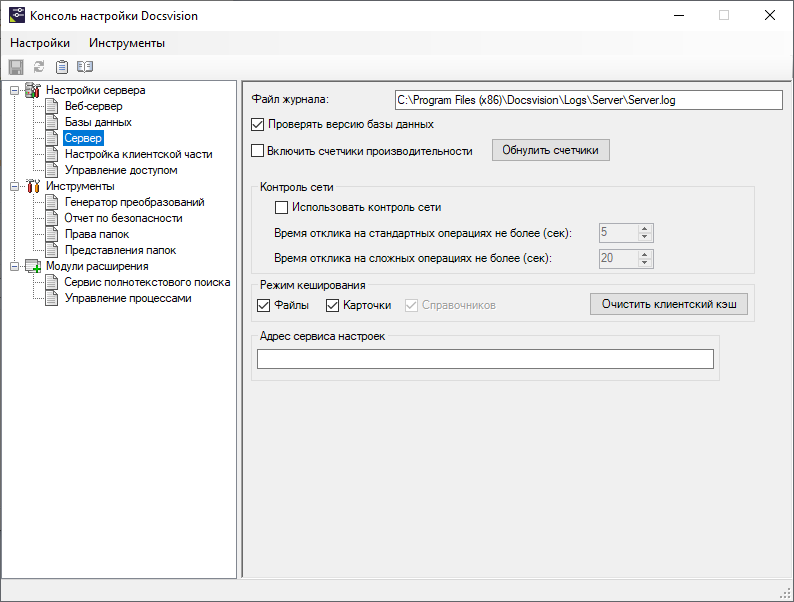 Консоль настройки Docsvision
Настройки Инструменты
Настройки сервера
Веб-сервер
Базы данных
Сервер
Настройка клиентской части
Управление доступом
Инструменты
Генератор преобразований
Отчет по безопасности
Права папок
Представления папок
Модули расширения
Сервис полнотекстового поиска
Управление процессами
Файл журнала: C:\Program Files (x86)\Docsvision\Logs\Server\Server.log
Проверять версию базы данных
Включить счетчики производительности Обнулить счетчики
Контроль сети
Использовать контроль сети
Время отклика на стандартных операциях не более (сек): 5
Время отклика на сложных операциях не более (сек): 20
Режим кеширования
Файлы Карточки Справочников Очистить клиентский кэш
Адрес сервиса настроек